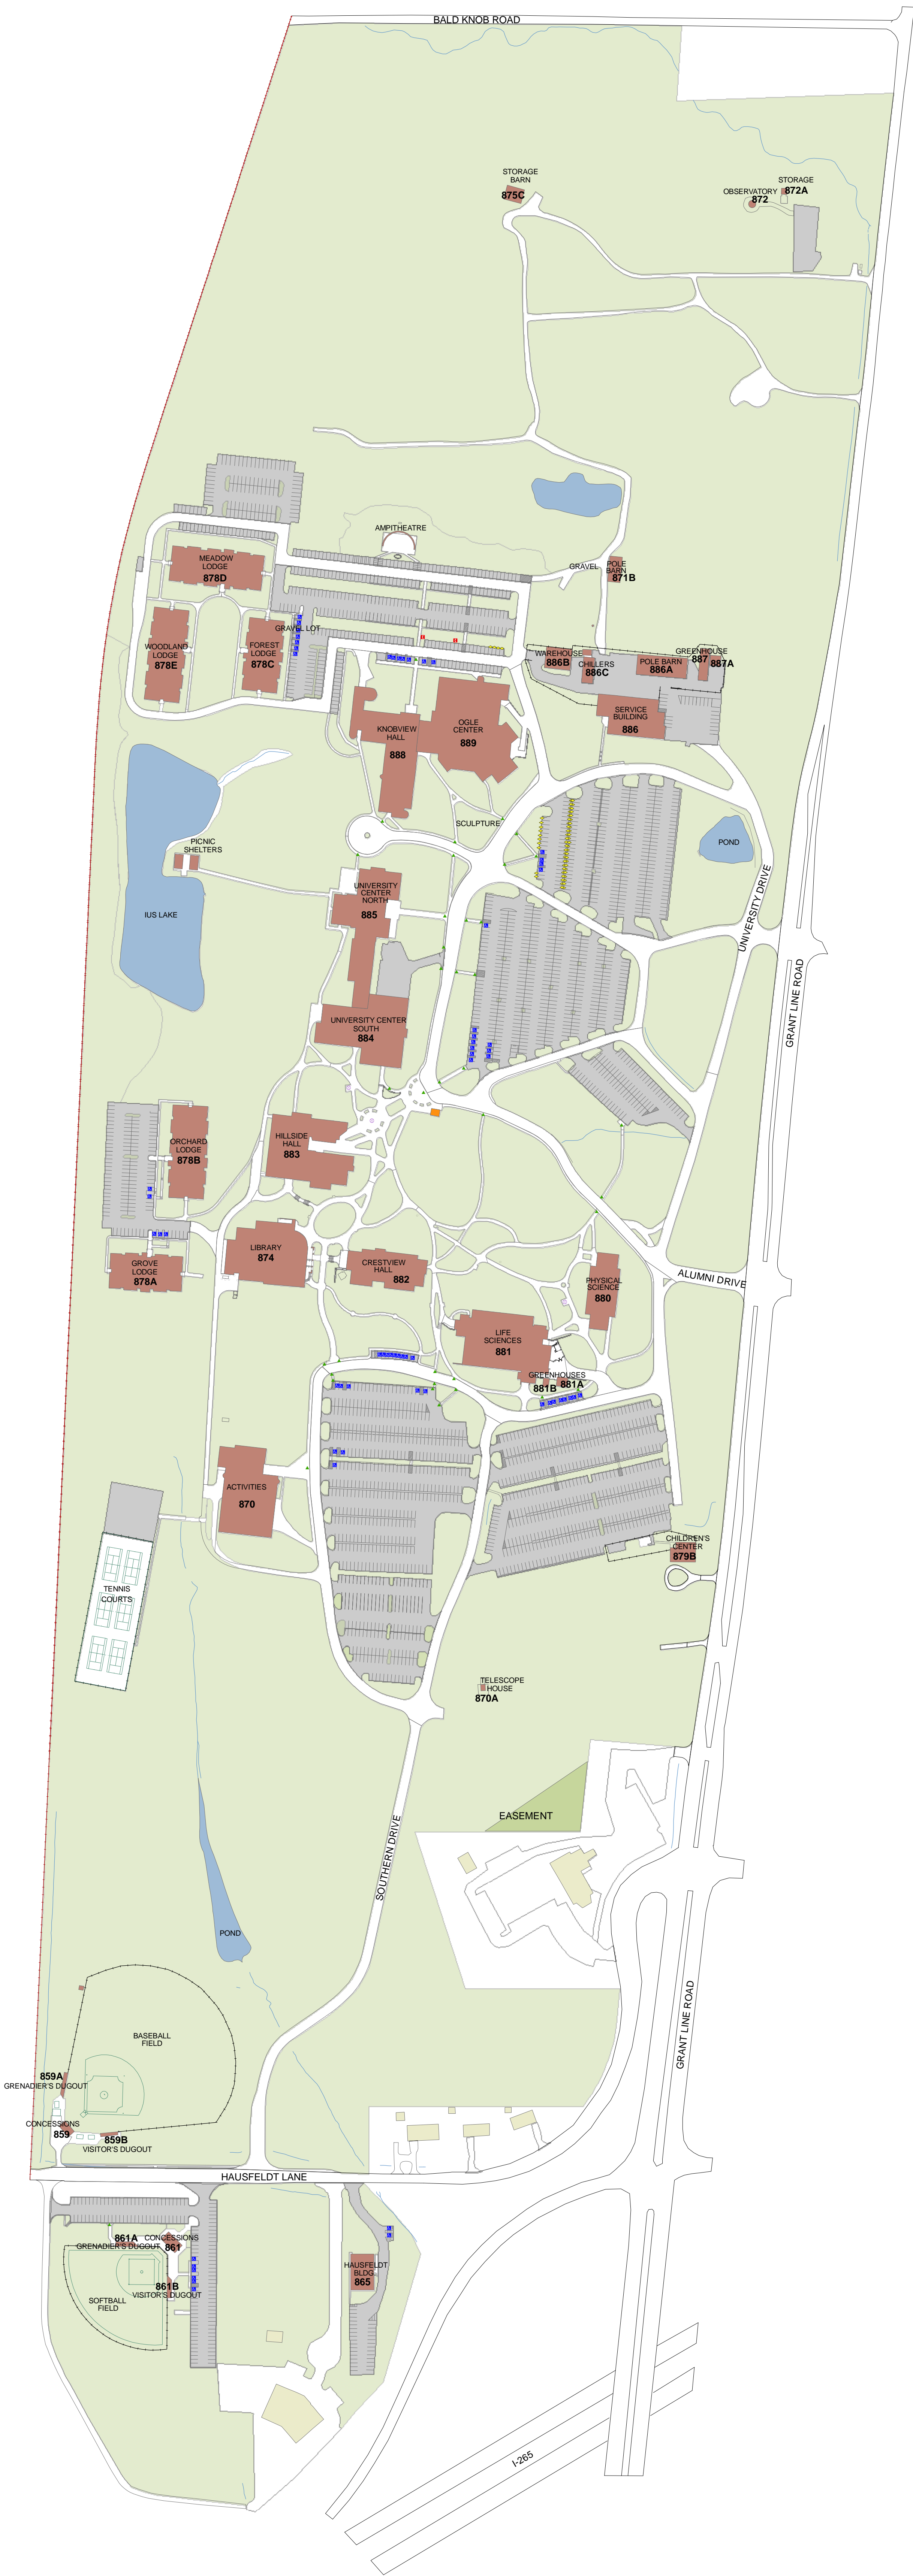 BALD KNOB ROAD
STORAGE
BARN
875C
STORAGE
872A
OBSERVATORY
872
AMPITHEATRE
MEADOW
LODGE
878D
GRAVEL
POLE
BARN
871B
GRAVEL LOT
WOODLAND
LODGE
878E
FOREST
LODGE
878C
WAREHOUSE
886B
CHILLERS
886C
POLE BARN
886A
GREENHOUSE
887
887A
SERVICE
BUILDING
886
KNOBVIEW
HALL
888
OGLE
CENTER
889
SCULPTURE
POND
PICNIC
SHELTERS
UNIVERSITY
CENTER
NORTH
885
IUS LAKE
UNIVERSITY DRIVE
GRANT LINE ROAD
UNIVERSITY CENTER
SOUTH
884
ORCHARD
LODGE
878B
HILLSIDE
HALL
883
LIBRARY
874
CRESTVIEW
HALL
882
GROVE
LODGE
878A
PHYSICAL
SCIENCE
880
ALUMNI DRIVE
LIFE
SCIENCES
881
GREENHOUSES
881B
881A
ACTIVITIES
870
CHILDREN'S
CENTER
879B
TENNIS
COURTS
TELESCOPE
HOUSE
870A
EASEMENT
SOUTHERN DRIVE
POND
GRANT LINE ROAD
BASEBALL
FIELD
859A
GRENADIER'S DUGOUT
CONCESSIONS
859
859B
VISITOR'S DUGOUT
HAUSFELDT LANE
861A
GRENADIER'S DUGOUT
CONCESSIONS
861
861B
VISITOR'S DUGOUT
SOFTBALL
FIELD
HAUSFELDT
BLDG
865
I-265